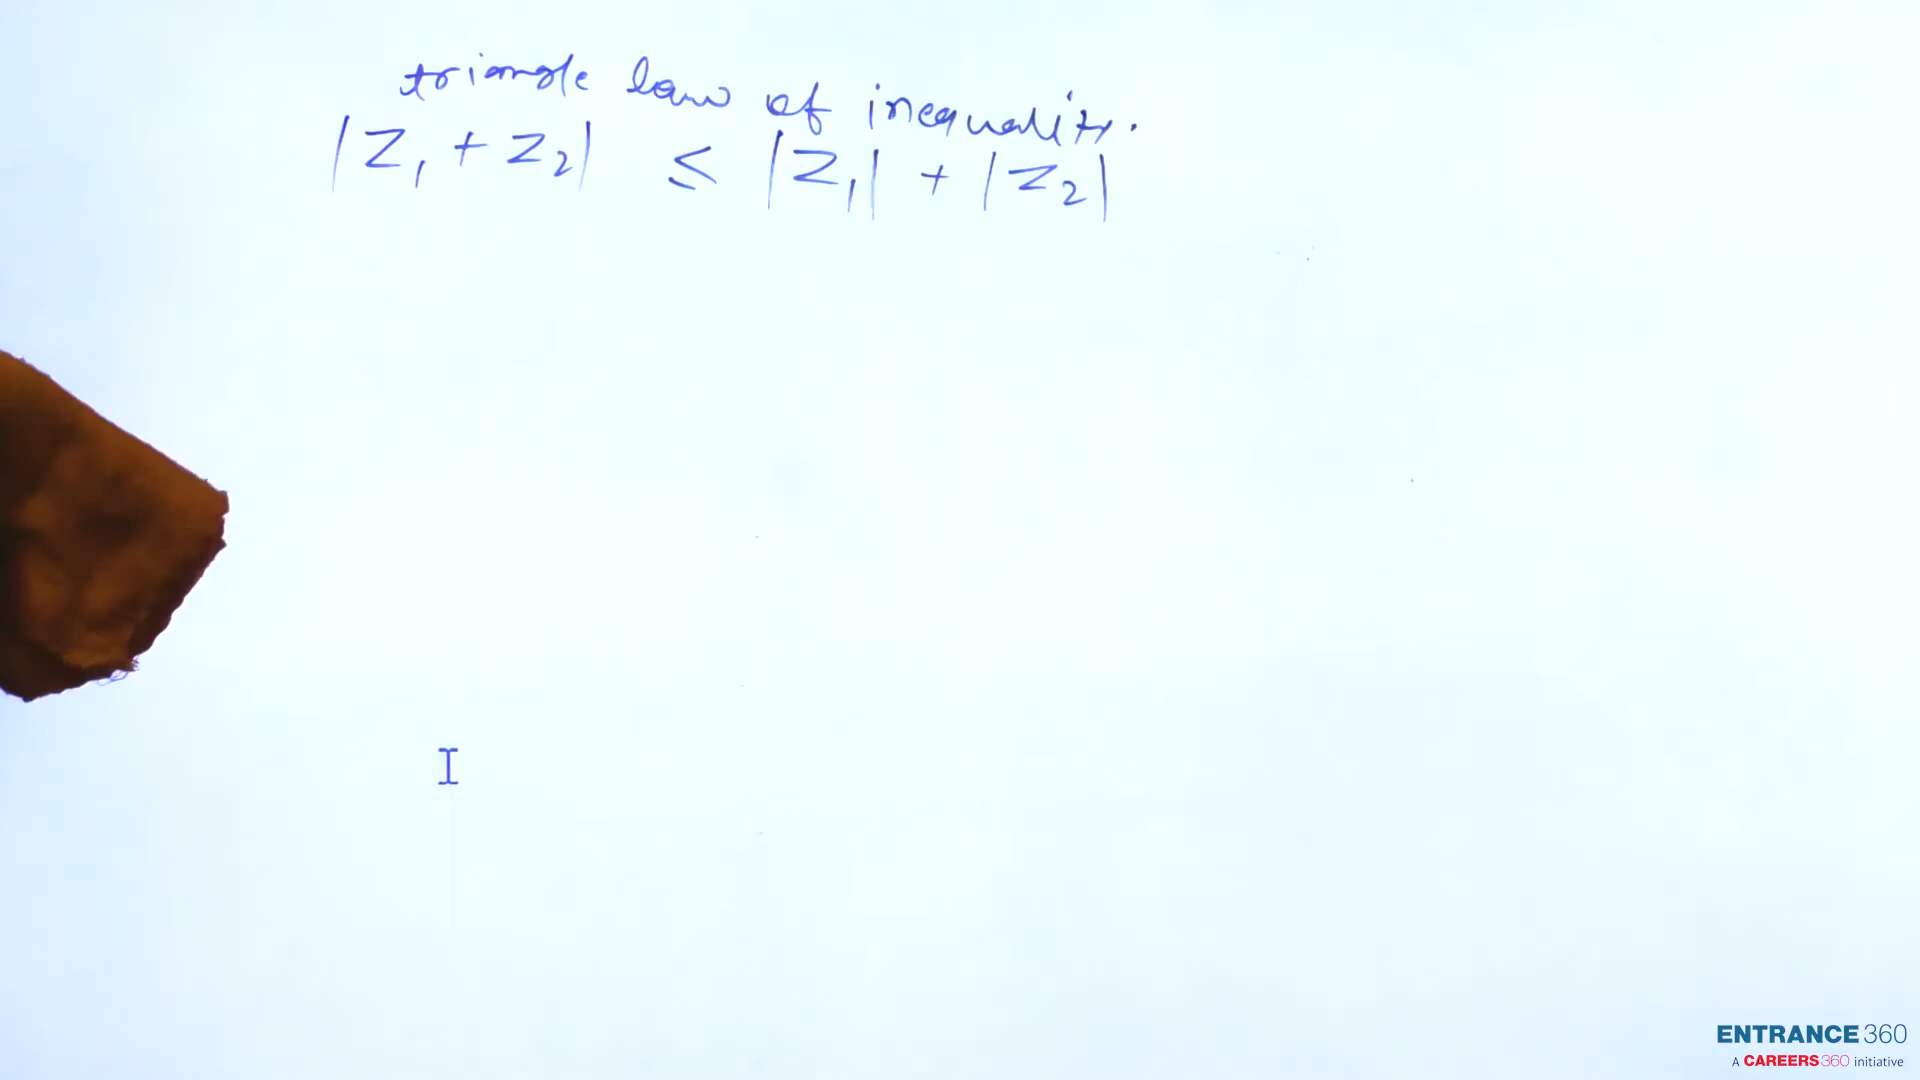 triangle law of inequality.
|Z₁ + Z₂| ≤ |Z₁| + |Z₂|
ENTRANCE 360
A CAREERS360 initiative